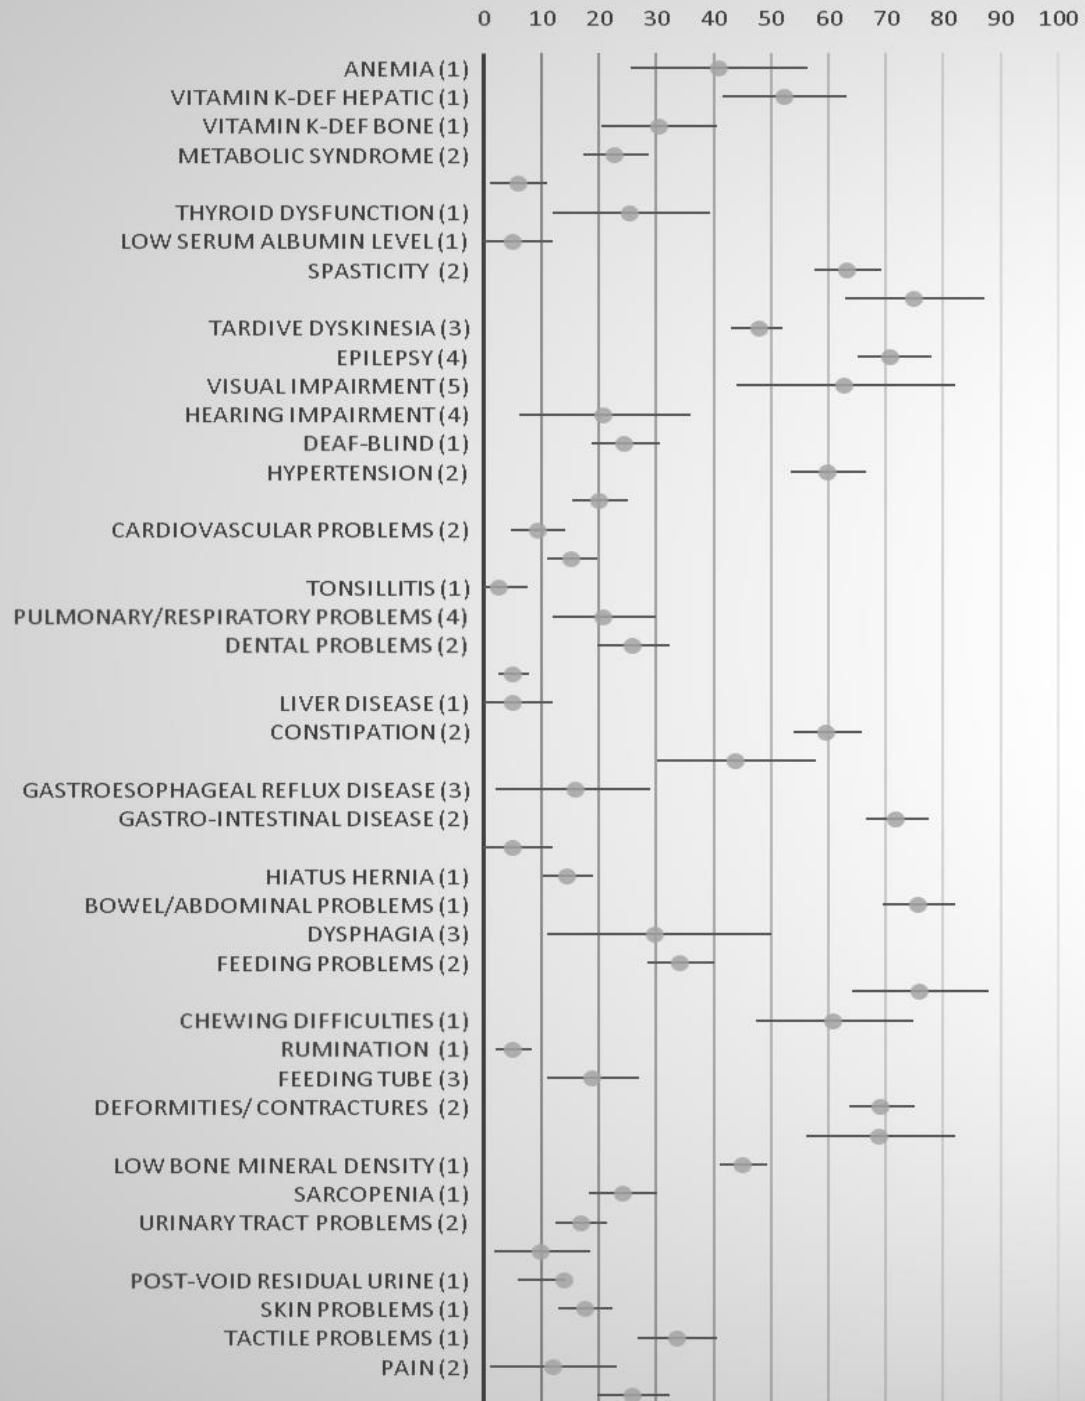 0 10 20 30 40 50 60 70 80 90 100
ANEMIA (1)
VITAMIN K-DEF HEPATIC (1)
VITAMIN K-DEF BONE (1)
METABOLIC SYNDROME (2)
THYROID DYSFUNCTION (1)
LOW SERUM ALBUMIN LEVEL (1)
SPASTICITY (2)
TARDIVE DYSKINESIA (3)
EPILEPSY (4)
VISUAL IMPAIRMENT (5)
HEARING IMPAIRMENT (4)
DEAF-BLIND (1)
HYPERTENSION (2)
CARDIOVASCULAR PROBLEMS (2)
TONSILLITIS (1)
PULMONARY/RESPIRATORY PROBLEMS (4)
DENTAL PROBLEMS (2)
LIVER DISEASE (1)
CONSTIPATION (2)
GASTROESOPHAGEAL REFLUX DISEASE (3)
GASTRO-INTESTINAL DISEASE (2)
HIATUS HERNIA (1)
BOWEL/ABDOMINAL PROBLEMS (1)
DYSPHAGIA (3)
FEEDING PROBLEMS (2)
CHEWING DIFFICULTIES (1)
RUMINATION (1)
FEEDING TUBE (3)
DEFORMITIES/ CONTRACTURES (2)
LOW BONE MINERAL DENSITY (1)
SARCOPENIA (1)
URINARY TRACT PROBLEMS (2)
POST-VOID RESIDUAL URINE (1)
SKIN PROBLEMS (1)
TACTILE PROBLEMS (1)
PAIN (2)